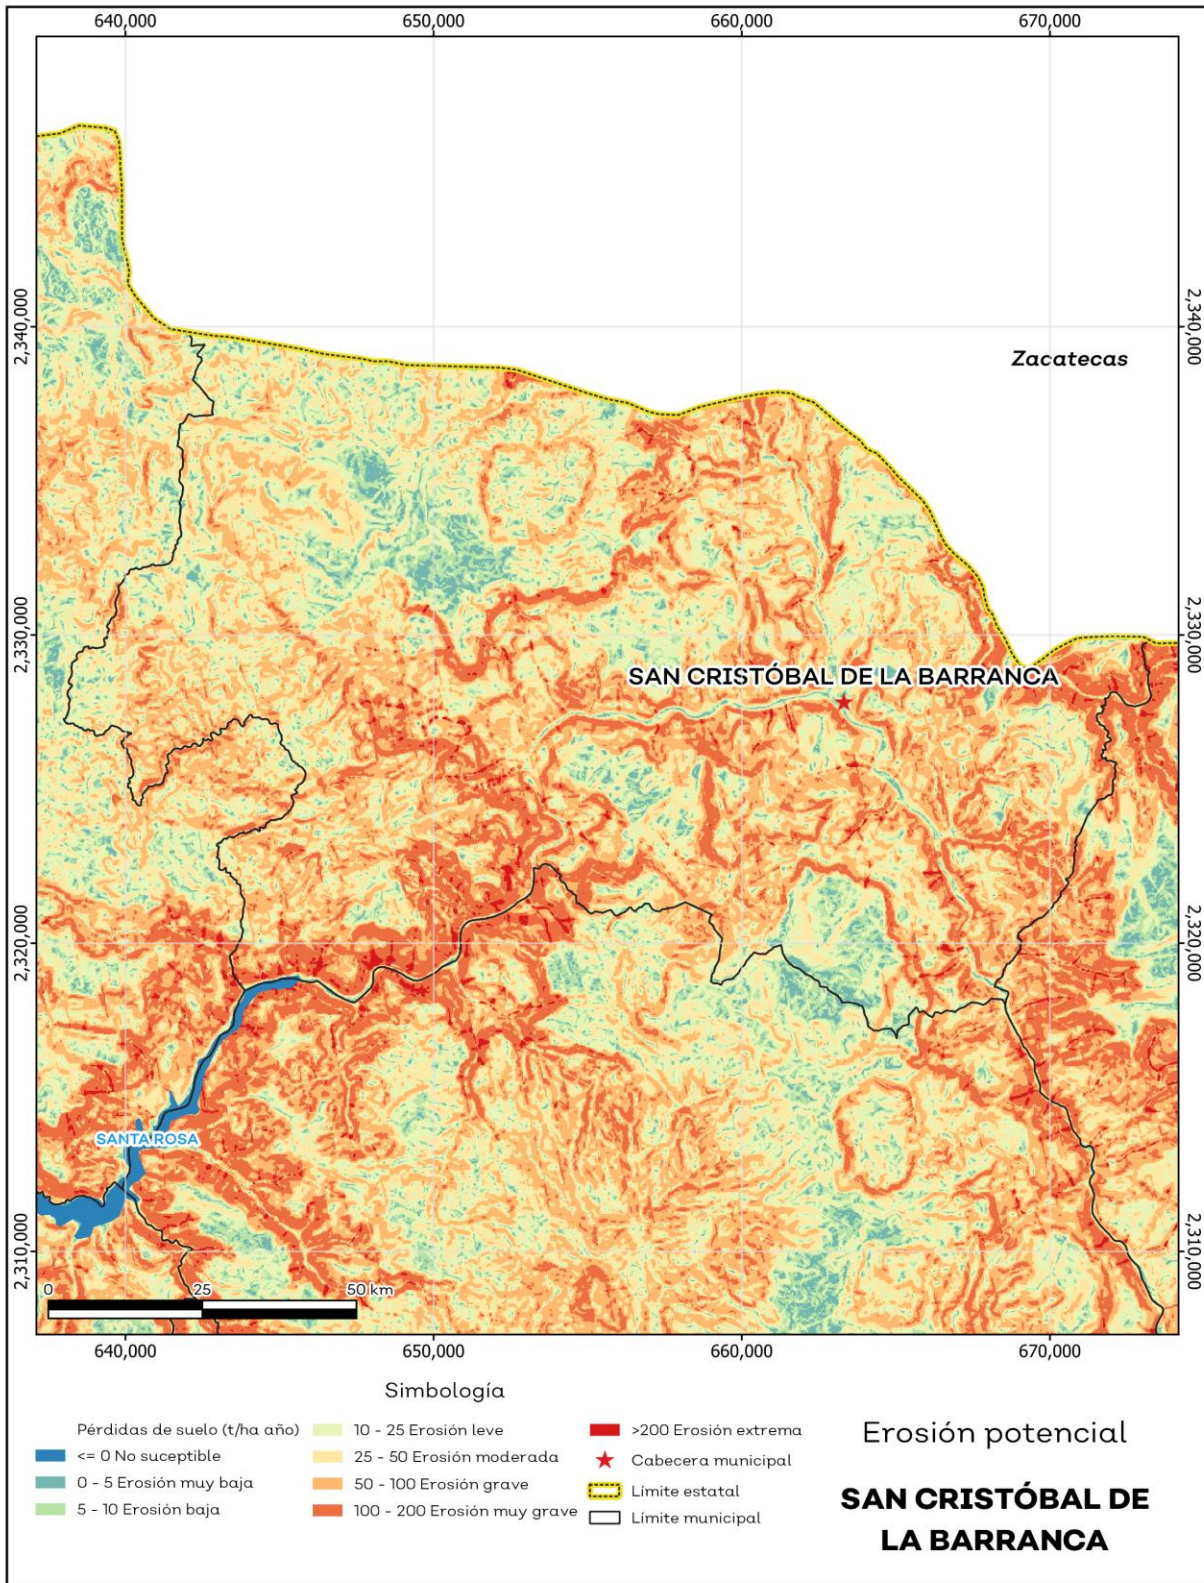 640,000 650,000 660,000 670,000
2,340,000 2,340,000
Zacatecas
2,330,000 2,330,000
SAN CRISTÓBAL DE LA BARRANCA
2,320,000 2,320,000
SANTA ROSA
2,310,000 2,310,000
0 25 50 km
640,000 650,000 660,000 670,000
Simbología
Pérdidas de suelo (t/ha año)
<= 0 No suceptible
0 - 5 Erosión muy baja
5 - 10 Erosión baja
10 - 25 Erosión leve
25 - 50 Erosión moderada
50 - 100 Erosión grave
100 - 200 Erosión muy grave
>200 Erosión extrema
Cabecera municipal
Límite estatal
Límite municipal
Erosión potencial
SAN CRISTÓBAL DE
LA BARRANCA